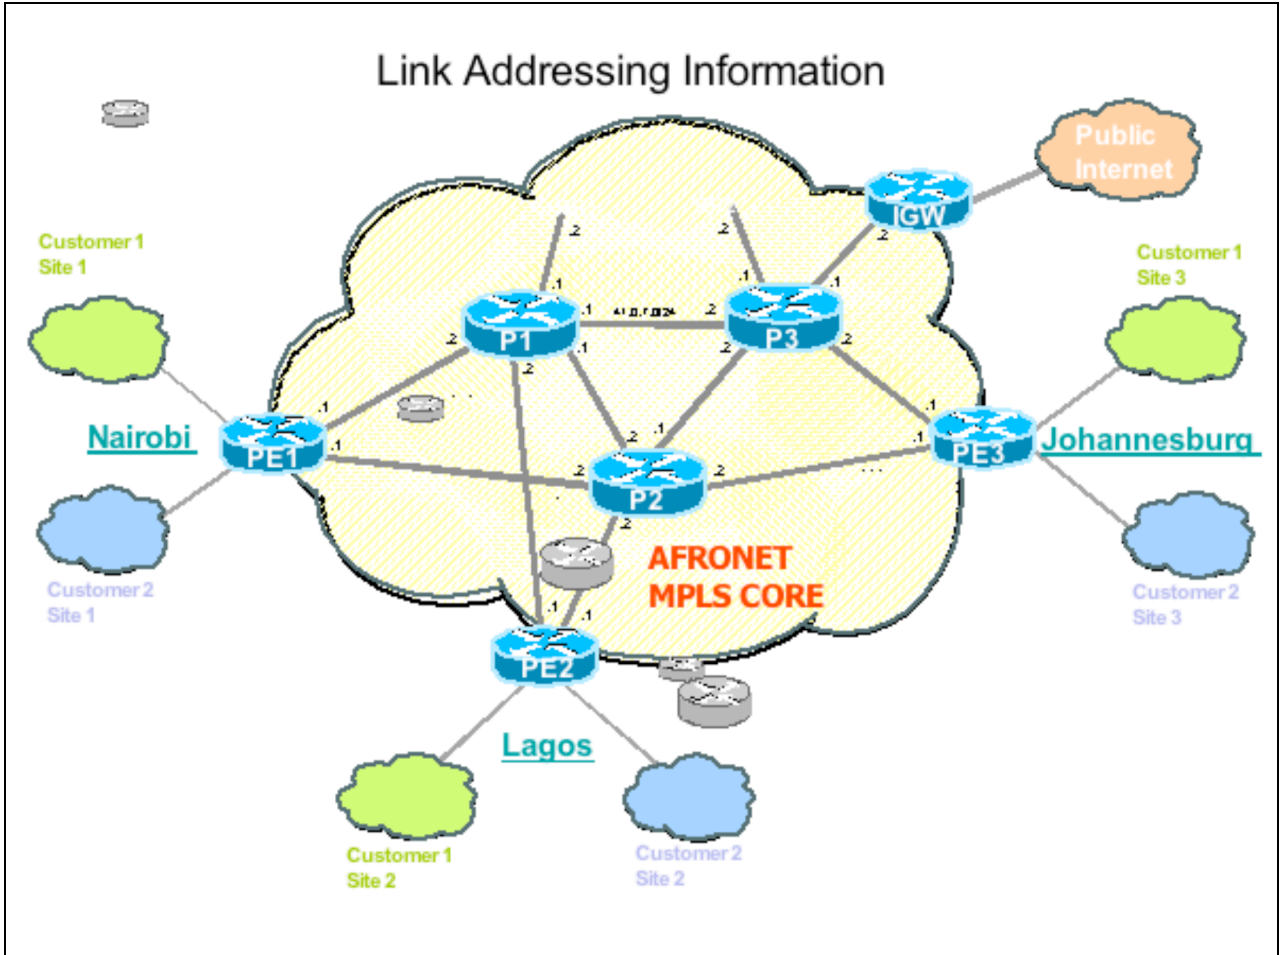 Link Addressing Information
Public
Internet
IGW
.2
.2
.2
Customer 1
Site 1
Customer 1
Site 3
.1
.1
.1
.1
.2
P1
P3
.2
.1
.2
.2
.2
.1
.1
Nairobi
PE1
.1
.2
.1
.1
PE3
Johannesburg
.2
P2
.2
. . .
.2
AFRONET
MPLS CORE
Customer 2
Site 1
Customer 2
Site 3
.1
.1
PE2
Lagos
Customer 1
Site 2
Customer 2
Site 2